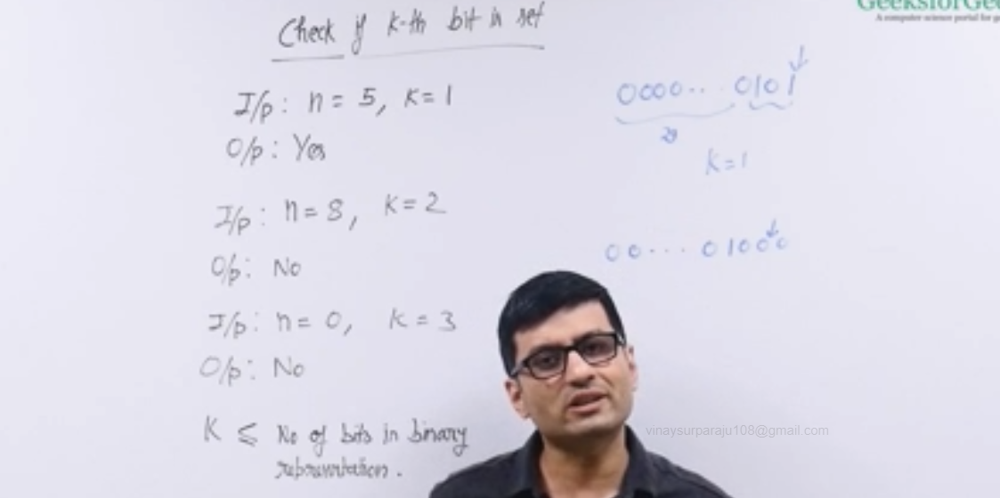 GeeksforGee
A computer science portal for g
Check if k-th bit is set
I/p: n = 5, k=1
O/p: Yes
I/p: n=8, k=2
O/p: No
I/p: n= 0, k = 3
O/p: No
K ≤ No of bits in binary
representation.
0000... 0101
29
K=1
00... 01000
vinaysurparaju108@gmail.com